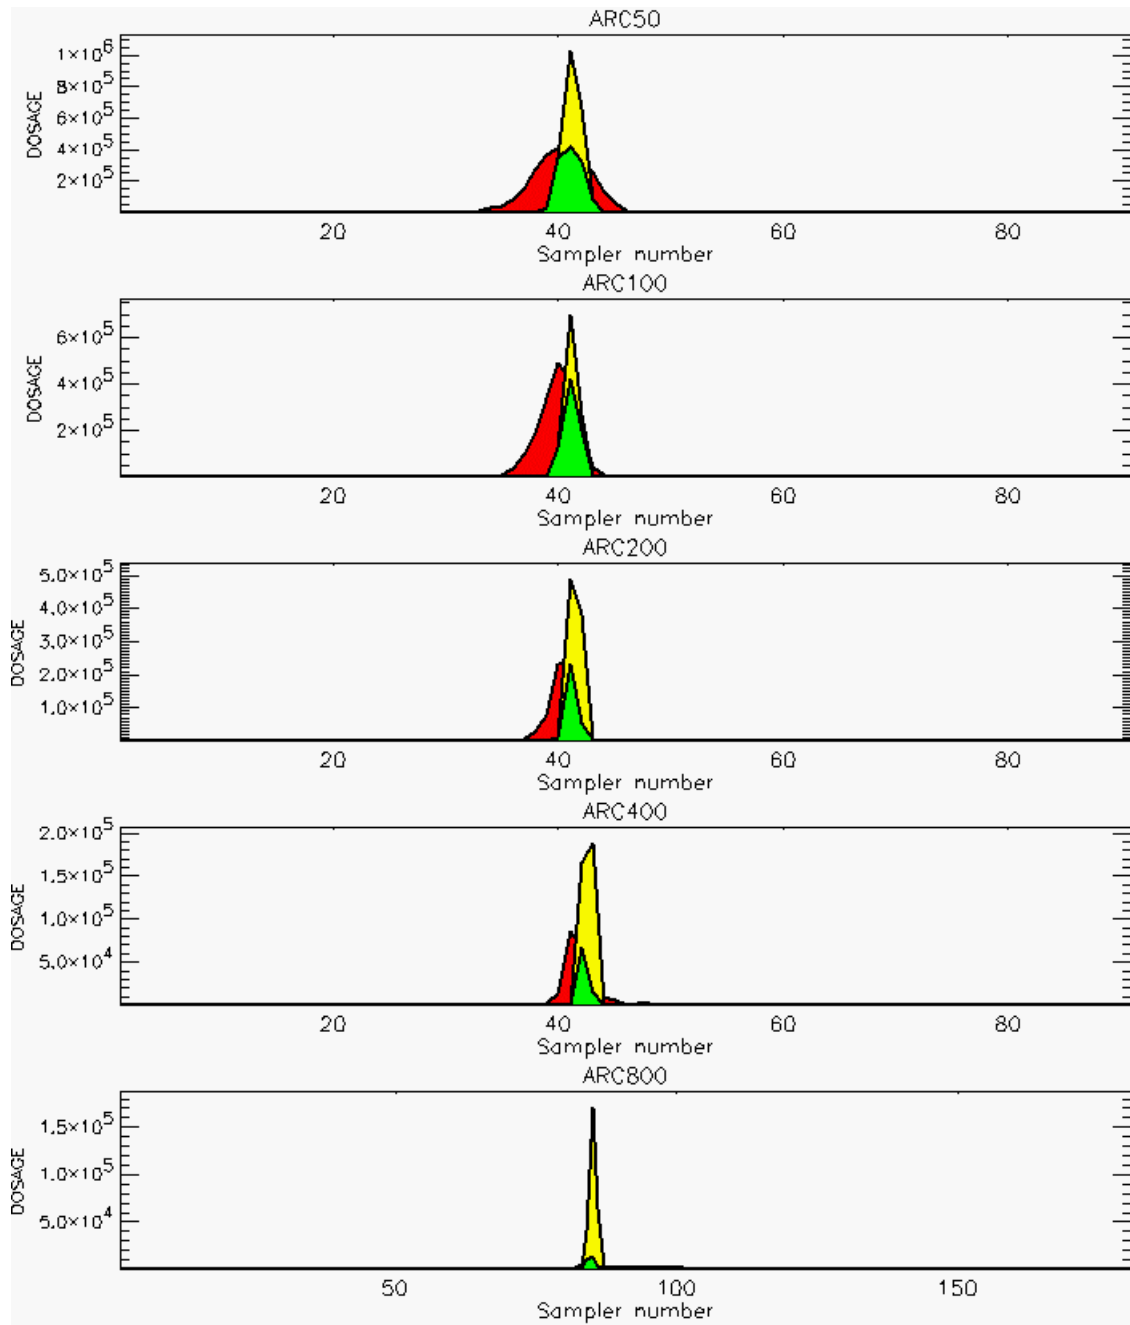 ARC50
1×10⁶
8×10⁵
6×10⁵
4×10⁵
2×10⁵
DOSAGE
20 40 60 80
Sampler number
ARC100
6×10⁵
4×10⁵
2×10⁵
DOSAGE
20 40 60 80
Sampler number
ARC200
5.0×10⁵
4.0×10⁵
3.0×10⁵
2.0×10⁵
1.0×10⁵
DOSAGE
20 40 60 80
Sampler number
ARC400
2.0×10⁵
1.5×10⁵
1.0×10⁵
5.0×10⁴
DOSAGE
20 40 60 80
Sampler number
ARC800
1.5×10⁵
1.0×10⁵
5.0×10⁴
DOSAGE
50 100 150
Sampler number